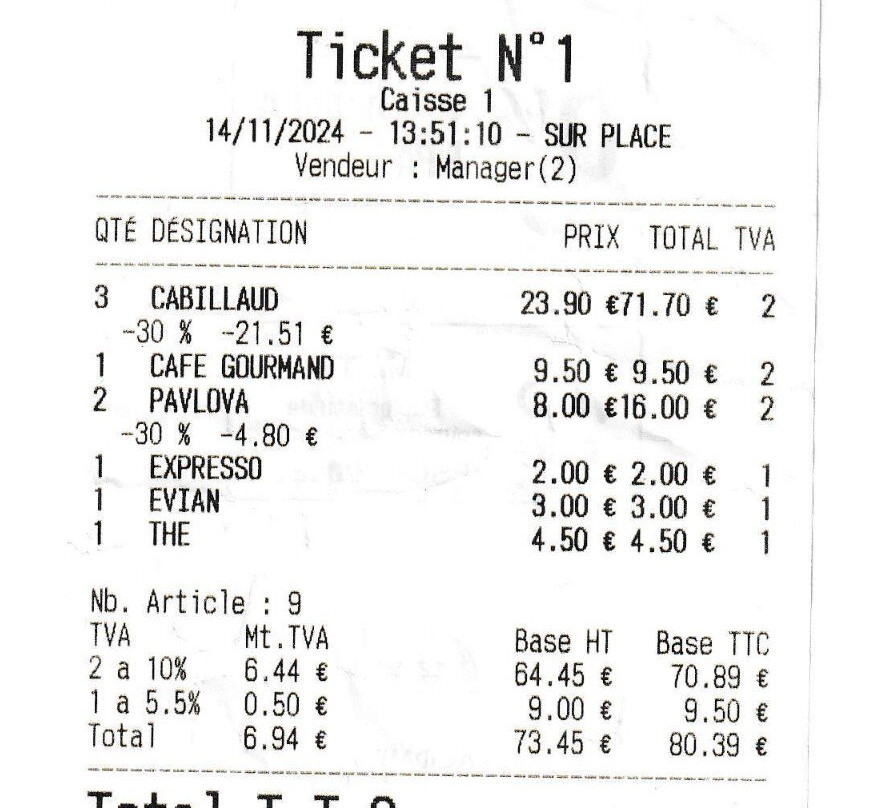 Ticket N°1
Caisse 1
14/11/2024 - 13:51:10 - SUR PLACE
Vendeur : Manager(2)
QTÉ DÉSIGNATION PRIX TOTAL TVA
3 CABILLAUD 23.90 €71.70 € 2
-30 % -21.51 €
1 CAFE GOURMAND 9.50 € 9.50 € 2
2 PAVLOVA 8.00 €16.00 € 2
-30 % -4.80 €
1 EXPRESSO 2.00 € 2.00 € 1
1 EVIAN 3.00 € 3.00 € 1
1 THE 4.50 € 4.50 € 1
Nb. Article : 9
TVA Mt.TVA Base HT Base TTC
2 a 10% 6.44 € 64.45 € 70.89 €
1 a 5.5% 0.50 € 9.00 € 9.50 €
Total 6.94 € 73.45 € 80.39 €
Total T.T.C